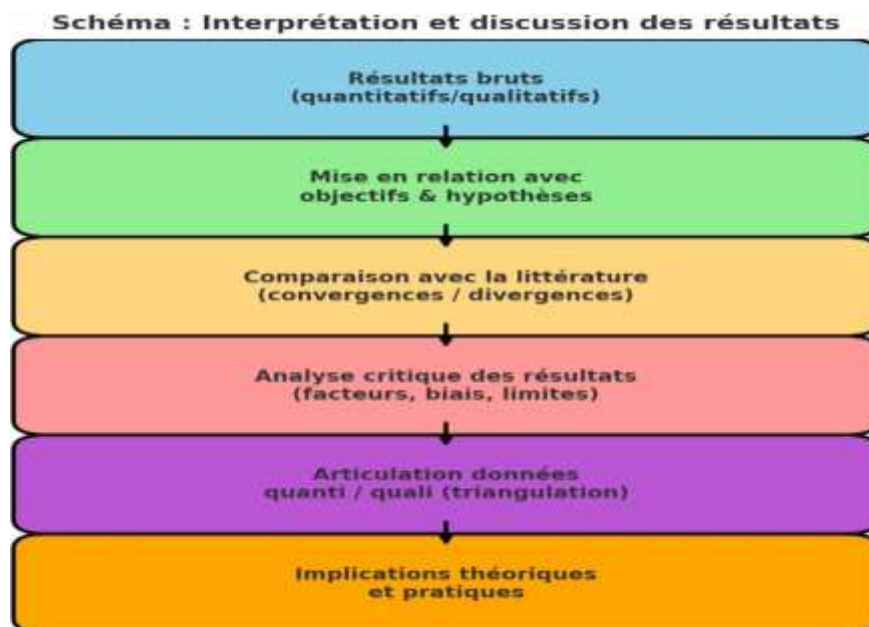 Schéma : Interprétation et discussion des résultats
Résultats bruts
(quantitatifs/qualitatifs)
Mise en relation avec
objectifs & hypothèses
Comparaison avec la littérature
(convergences / divergences)
Analyse critique des résultats
(facteurs, biais, limites)
Articulation données
quanti / quali (triangulation)
Implications théoriques
et pratiques